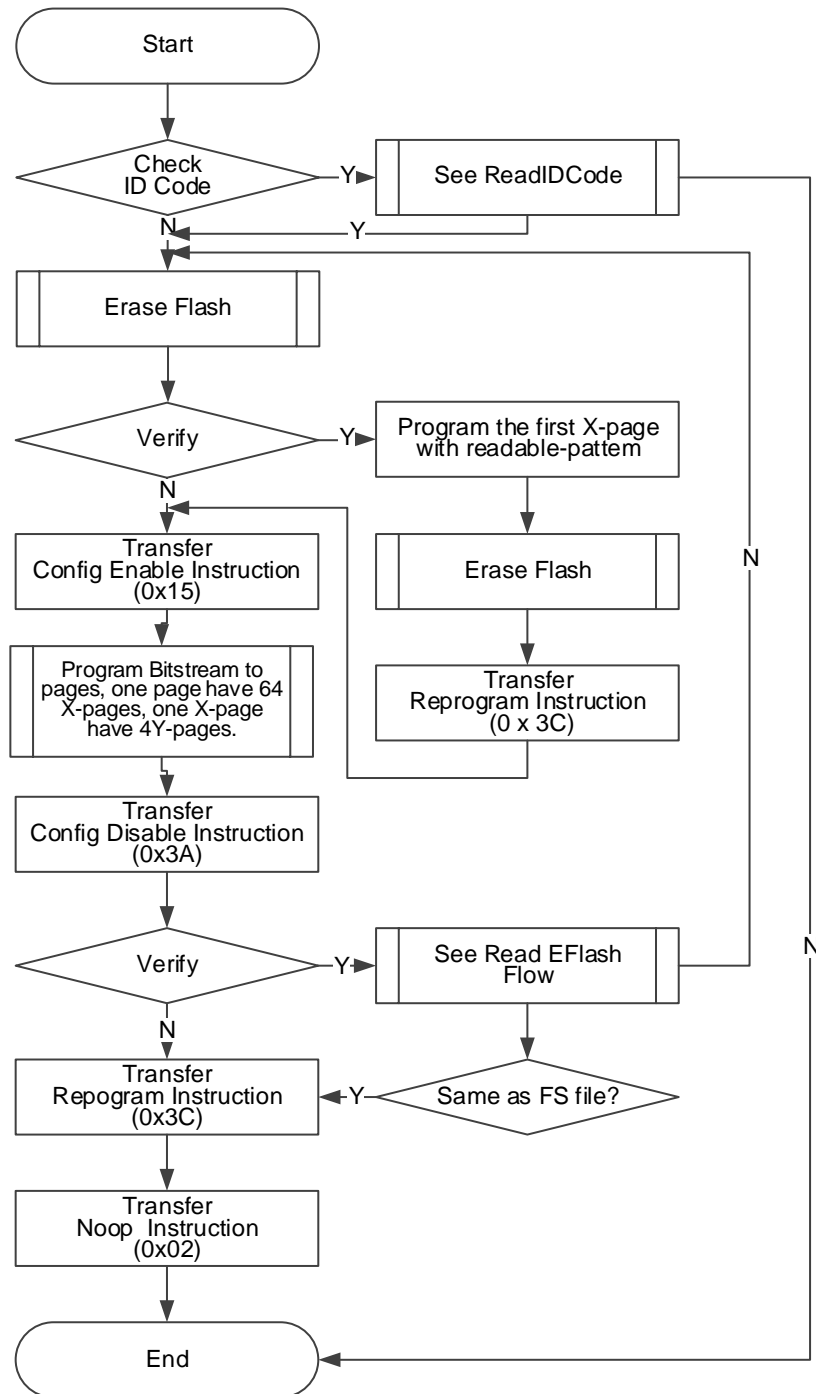 Start
Check
ID Code
Y
See ReadIDCode
N
Y
Erase Flash
Verify
Y
Program the first X-page
with readable-pattem
N
Transfer
Config Enable Instruction
(0x15)
Erase Flash
N
Program Bitstream to
pages, one page have 64
X-pages, one X-page
have 4Y-pages.
Transfer
Reprogram Instruction
(0 x 3C)
Transfer
Config Disable Instruction
(0x3A)
Verify
Y
See Read EFlash
Flow
N
N
Transfer
Repogram Instruction
(0x3C)
Y
Same as FS file?
Transfer
Noop Instruction
(0x02)
End